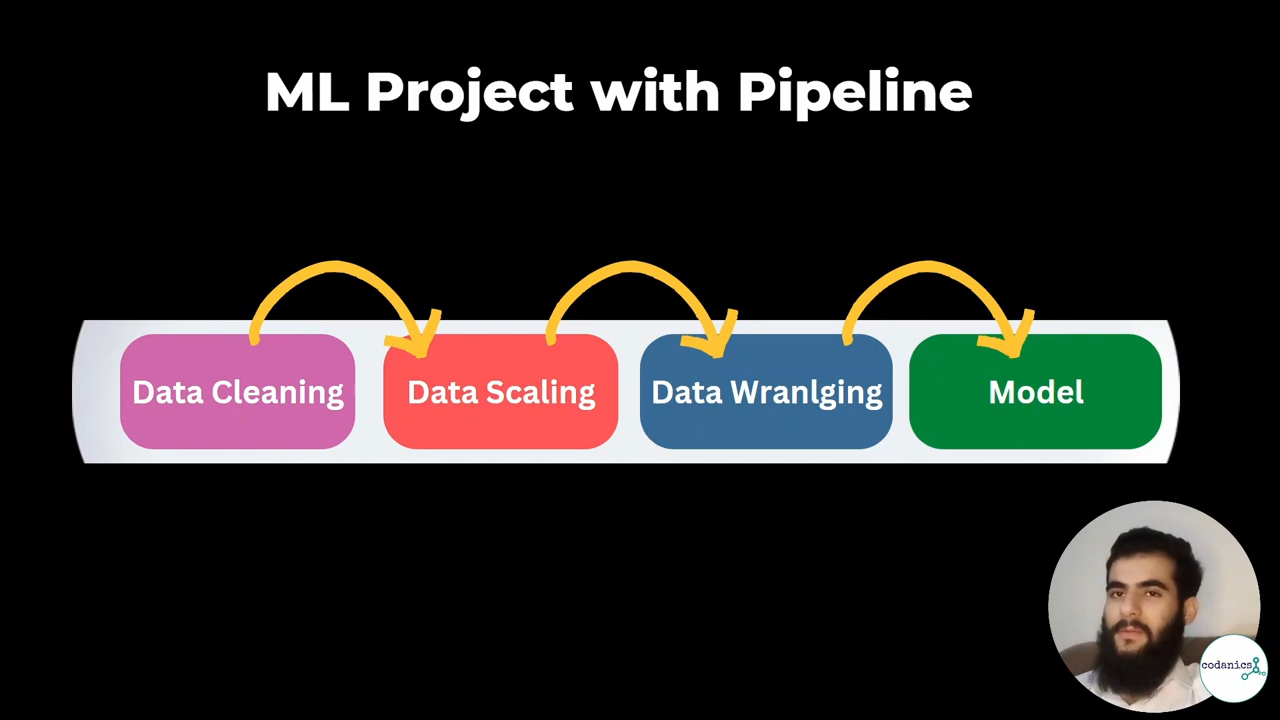 ML Project with Pipeline
Data Cleaning
Data Scaling
Data Wranlging
Model
codanics